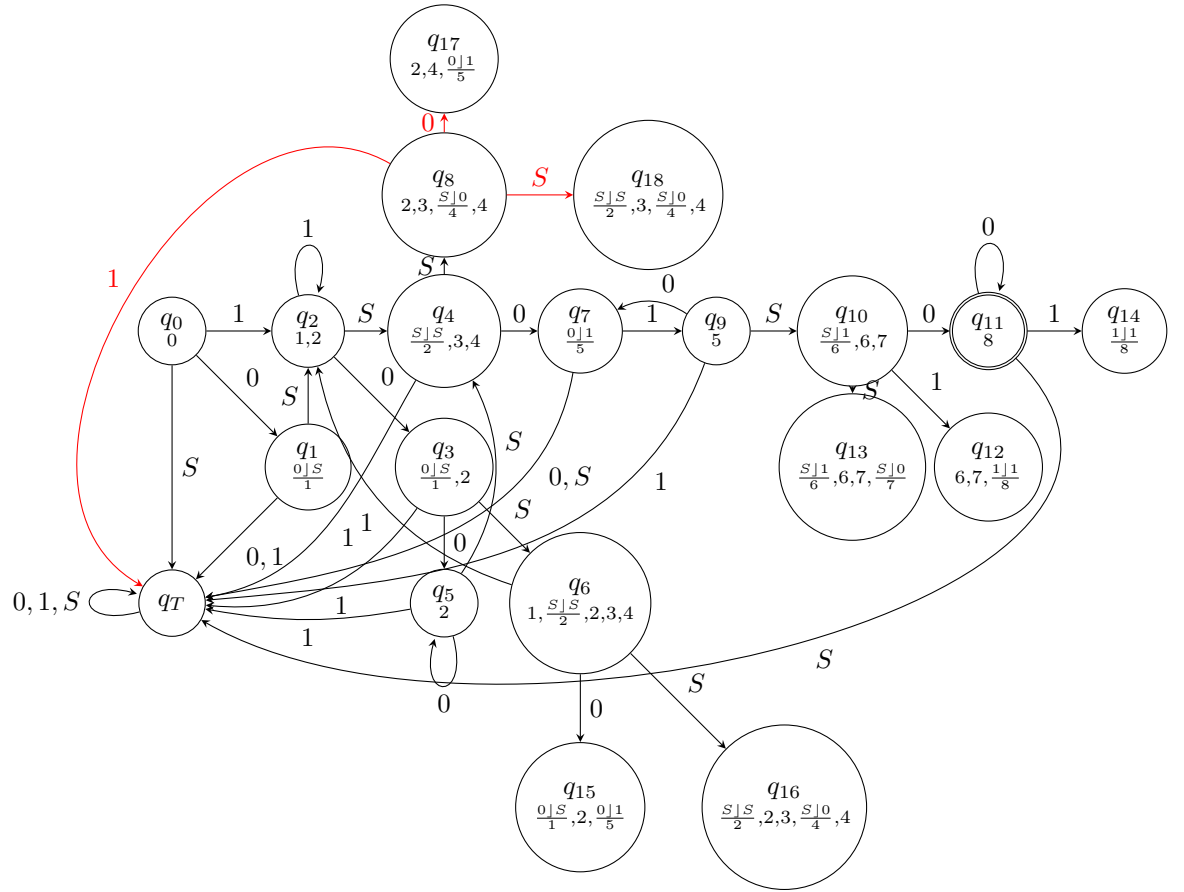 q17
2,4,0⌋1/5
0
q8
2,3,S⌋0/4,4
S
q18
S⌋S/2,3,S⌋0/4,4
1
1
S
0
q0
0
1
q2
1,2
S
q4
S⌋S/2,3,4
0
q7
0⌋1/5
1
0
q9
5
S
q10
S⌋1/6,6,7
0
q11
8
0
1
q14
1⌋1/8
0
S
0
S
1
S
q1
0⌋S/1
q3
0⌋S/1,2
S
0,S
1
q13
S⌋1/6,6,7,S⌋0/7
q12
6,7,1⌋1/8
S
0,1
1
1
0
0,1,S
qT
1
1
q5
2
0
q6
1,S⌋S/2,2,3,4
S
S
0
q15
0⌋S/1,2,0⌋1/5
q16
S⌋S/2,2,3,S⌋0/4,4